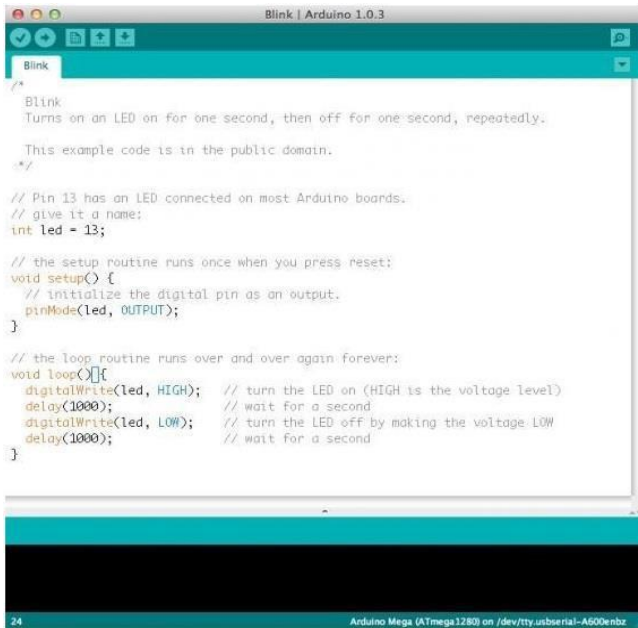 Blink | Arduino 1.0.3
Blink
/*
  Blink
  Turns on an LED on for one second, then off for one second, repeatedly.

  This example code is in the public domain.
 */

// Pin 13 has an LED connected on most Arduino boards.
// give it a name:
int led = 13;

// the setup routine runs once when you press reset:
void setup() {
  // initialize the digital pin as an output.
  pinMode(led, OUTPUT);
}

// the loop routine runs over and over again forever:
void loop(){
  digitalWrite(led, HIGH);   // turn the LED on (HIGH is the voltage level)
  delay(1000);               // wait for a second
  digitalWrite(led, LOW);    // turn the LED off by making the voltage LOW
  delay(1000);               // wait for a second
}
24 Arduino Mega (ATmega1280) on /dev/tty.usbserial-A600enbz